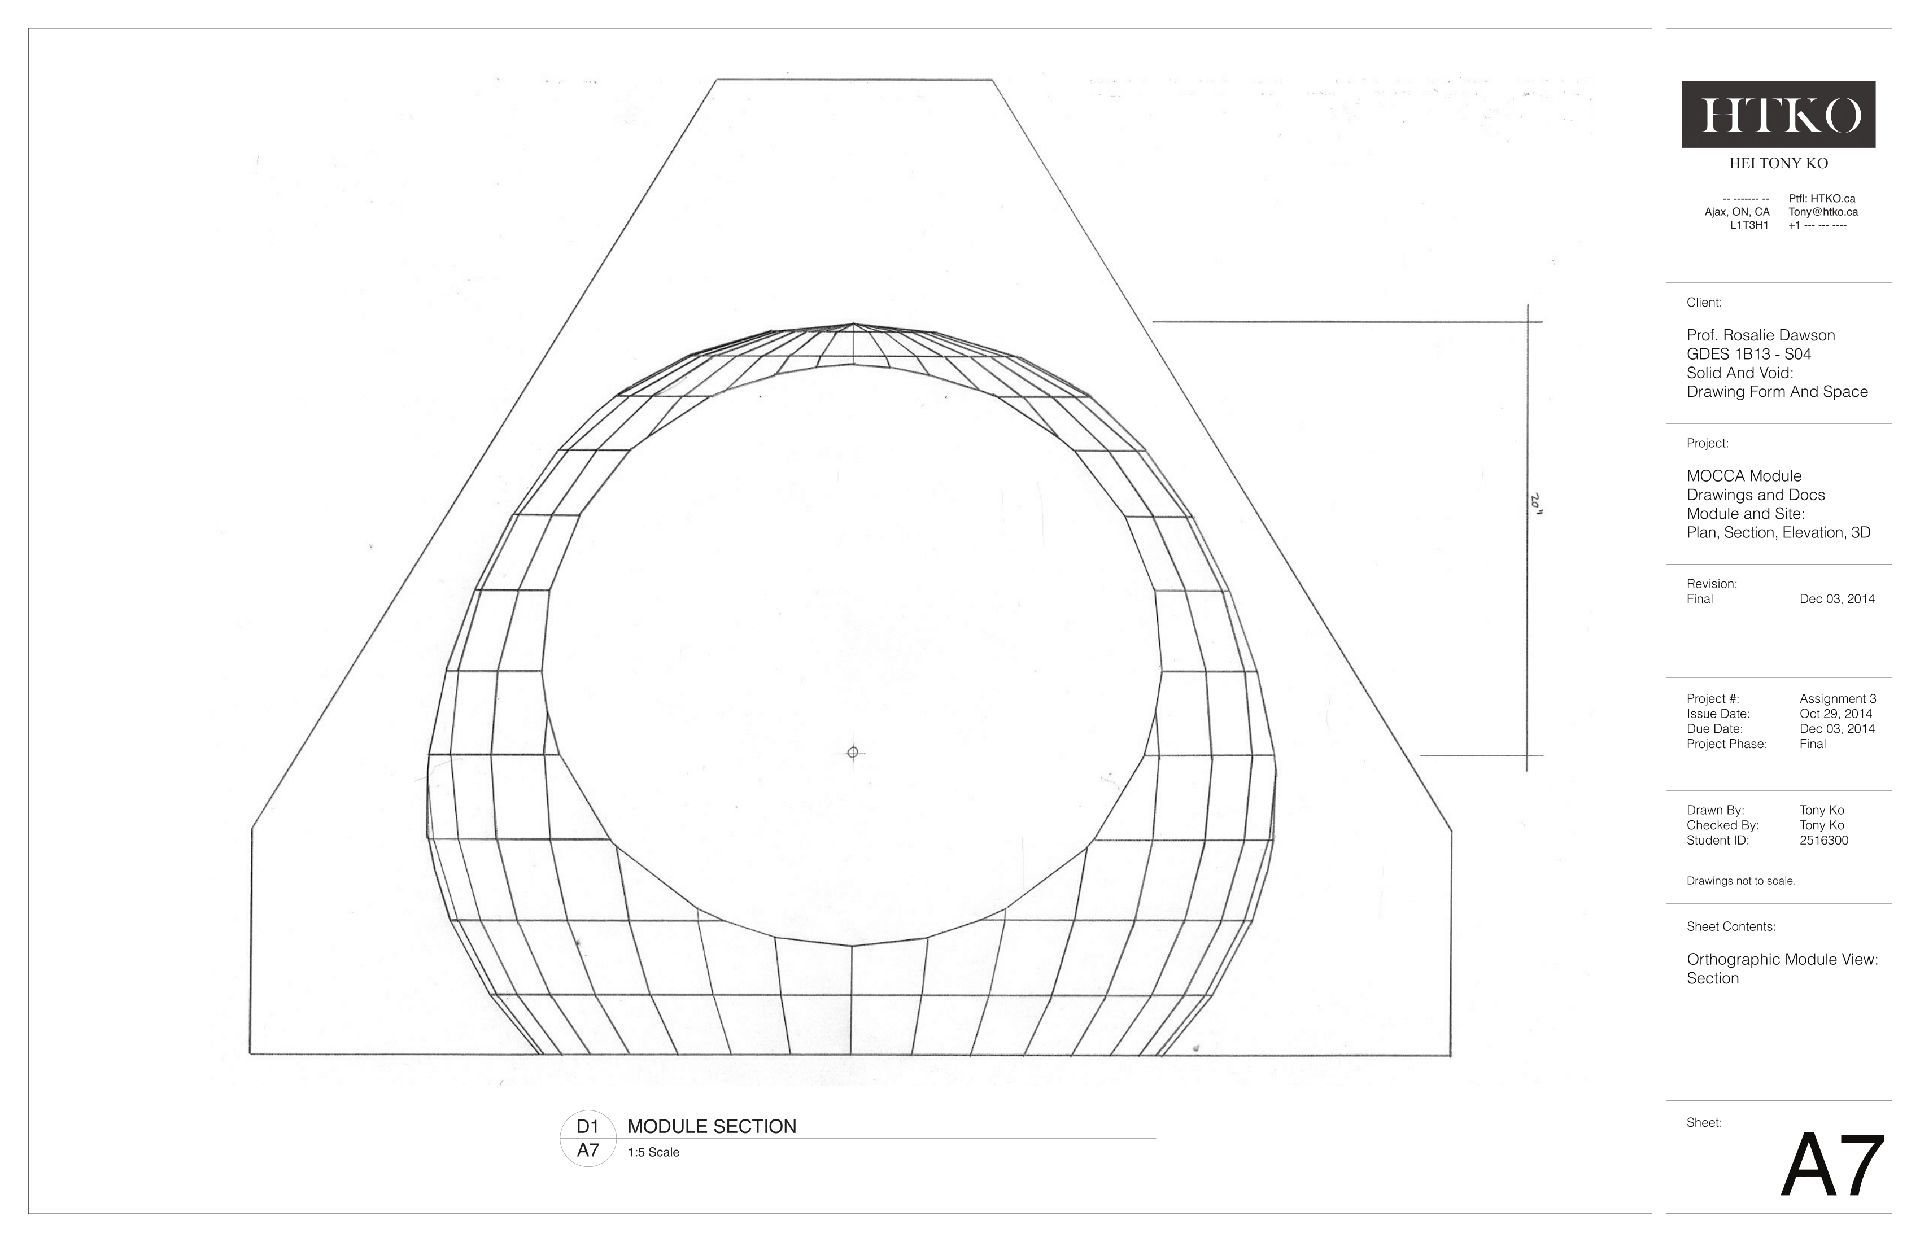 HTKO
HEI TONY KO
-- ------- -- Ptfl: HTKO.ca
Ajax, ON, CA Tony@htko.ca
L1T3H1 +1 --- --- ----
Client:
Prof. Rosalie Dawson
GDES 1B13 - S04
Solid And Void:
Drawing Form And Space
Project:
MOCCA Module
Drawings and Docs
Module and Site:
Plan, Section, Elevation, 3D
Revision:
Final Dec 03, 2014
Project #: Assignment 3
Issue Date: Oct 29, 2014
Due Date: Dec 03, 2014
Project Phase: Final
Drawn By: Tony Ko
Checked By: Tony Ko
Student ID: 2516300
Drawings not to scale.
Sheet Contents:
Orthographic Module View:
Section
Sheet:
A7
20"
D1 MODULE SECTION
A7 1:5 Scale